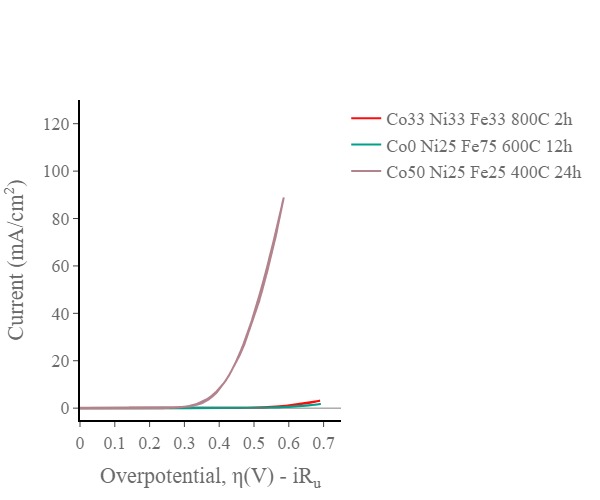 Co33 Ni33 Fe33 800C 2h
Co0 Ni25 Fe75 600C 12h
Co50 Ni25 Fe25 400C 24h
Current (mA/cm²)
120
100
80
60
40
20
0
0 0.1 0.2 0.3 0.4 0.5 0.6 0.7
Overpotential, η(V) - iRᵤ